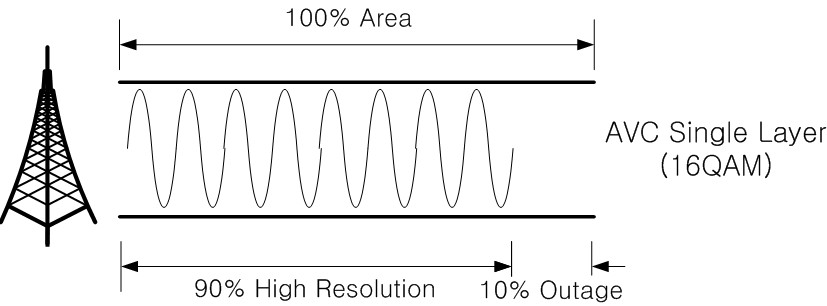 100% Area
AVC Single Layer
(16QAM)
90% High Resolution
10% Outage